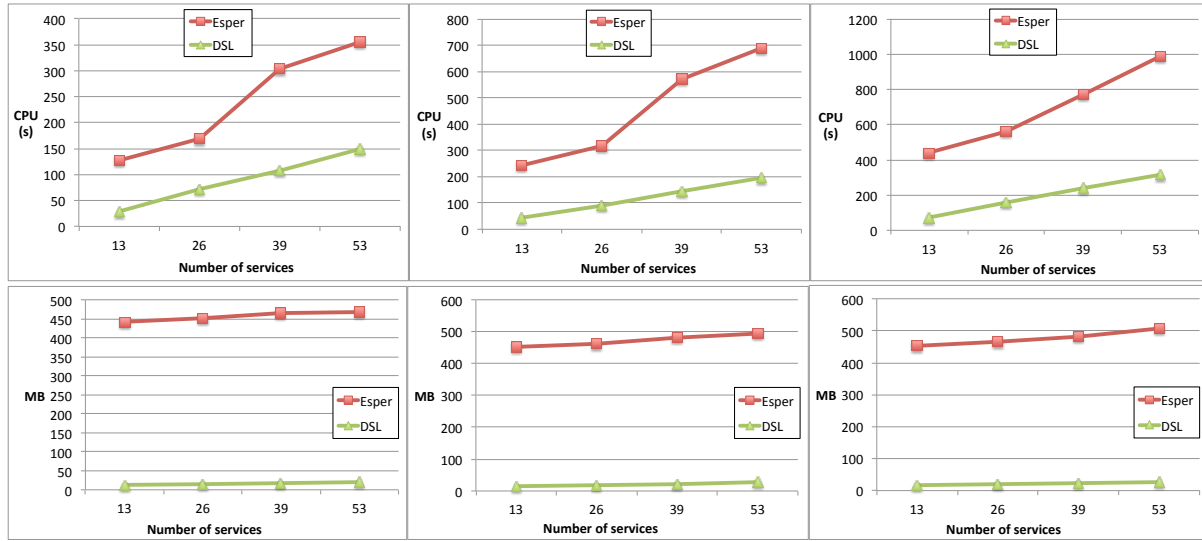 400
350
300
250
200
150
100
50
0
CPU
(s)
Esper
DSL
13 26 39 53
Number of services
800
700
600
500
400
300
200
100
0
CPU
(s)
Esper
DSL
13 26 39 53
Number of services
1200
1000
800
600
400
200
0
CPU
(s)
Esper
DSL
13 26 39 53
Number of services
500
450
400
350
300
250
200
150
100
50
0
MB
Esper
DSL
13 26 39 53
Number of services
600
500
400
300
200
100
0
MB
Esper
DSL
13 26 39 53
Number of services
600
500
400
300
200
100
0
MB
Esper
DSL
13 26 39 53
Number of services